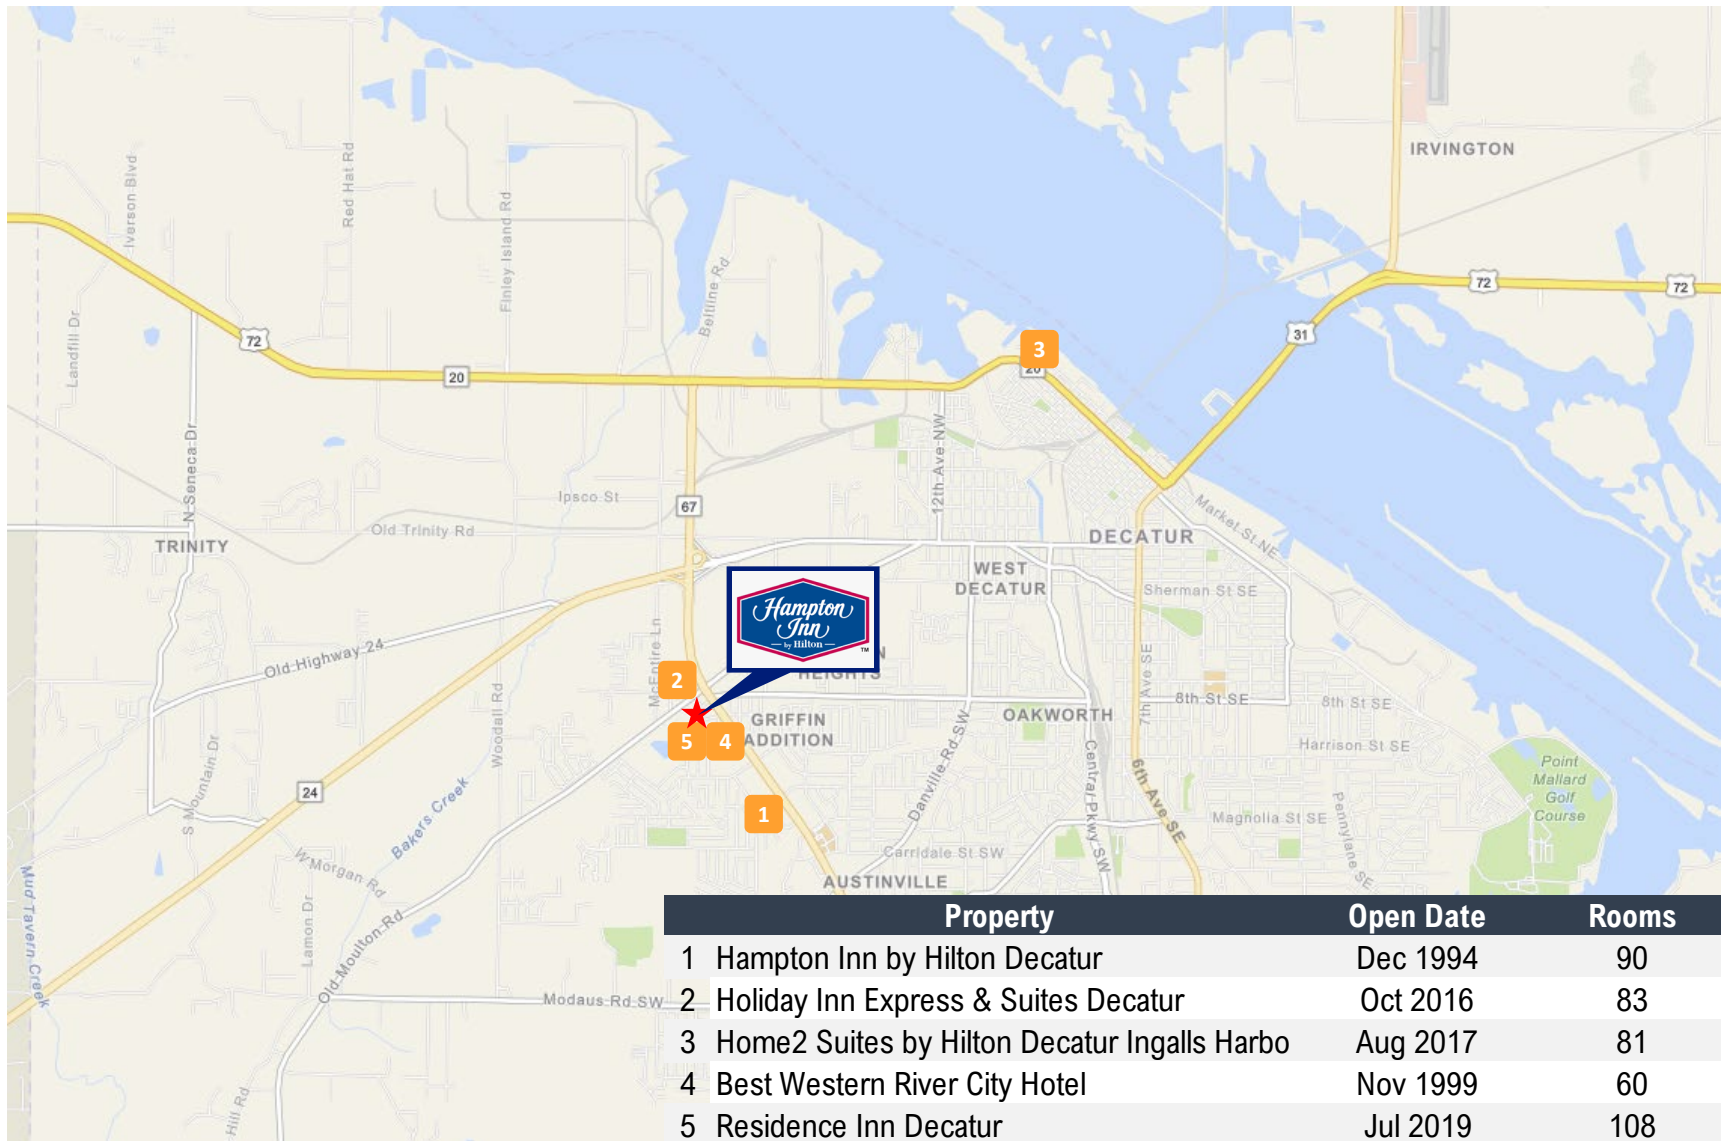 IRVINGTON
Iverson Blvd
Red Hat Rd
Finley Island Rd
Beltline Rd
Landfill Dr
72
72
72
31
3
20
20
N Seneca Dr
12th Ave NW
Ipsco St
67
Old Trinity Rd
TRINITY
Market St NE
DECATUR
WEST
DECATUR
Sherman St SE
Hampton
Inn
by Hilton
TM
N
HEIGHTS
Old Highway 24
McEntire Ln
2
Woodall Rd
7th Ave SE
8th St SE
8th St SE
GRIFFIN
ADDITION
OAKWORTH
5
4
Danville Rd SW
Harrison St SE
Central Pkwy SW
6th Ave SE
Point
Mallard
Golf
Course
S Mountain Dr
24
Bakers Creek
1
Magnolia St SE
Pennylane SE
W Morgan Rd
Carridale St SW
AUSTINVILLE
Mud Tavern Creek
Lamon Dr
Old Moulton Rd
Modaus Rd SW
Hill Rd
Property Open Date Rooms
1 Hampton Inn by Hilton Decatur Dec 1994 90
2 Holiday Inn Express & Suites Decatur Oct 2016 83
3 Home2 Suites by Hilton Decatur Ingalls Harbo Aug 2017 81
4 Best Western River City Hotel Nov 1999 60
5 Residence Inn Decatur Jul 2019 108